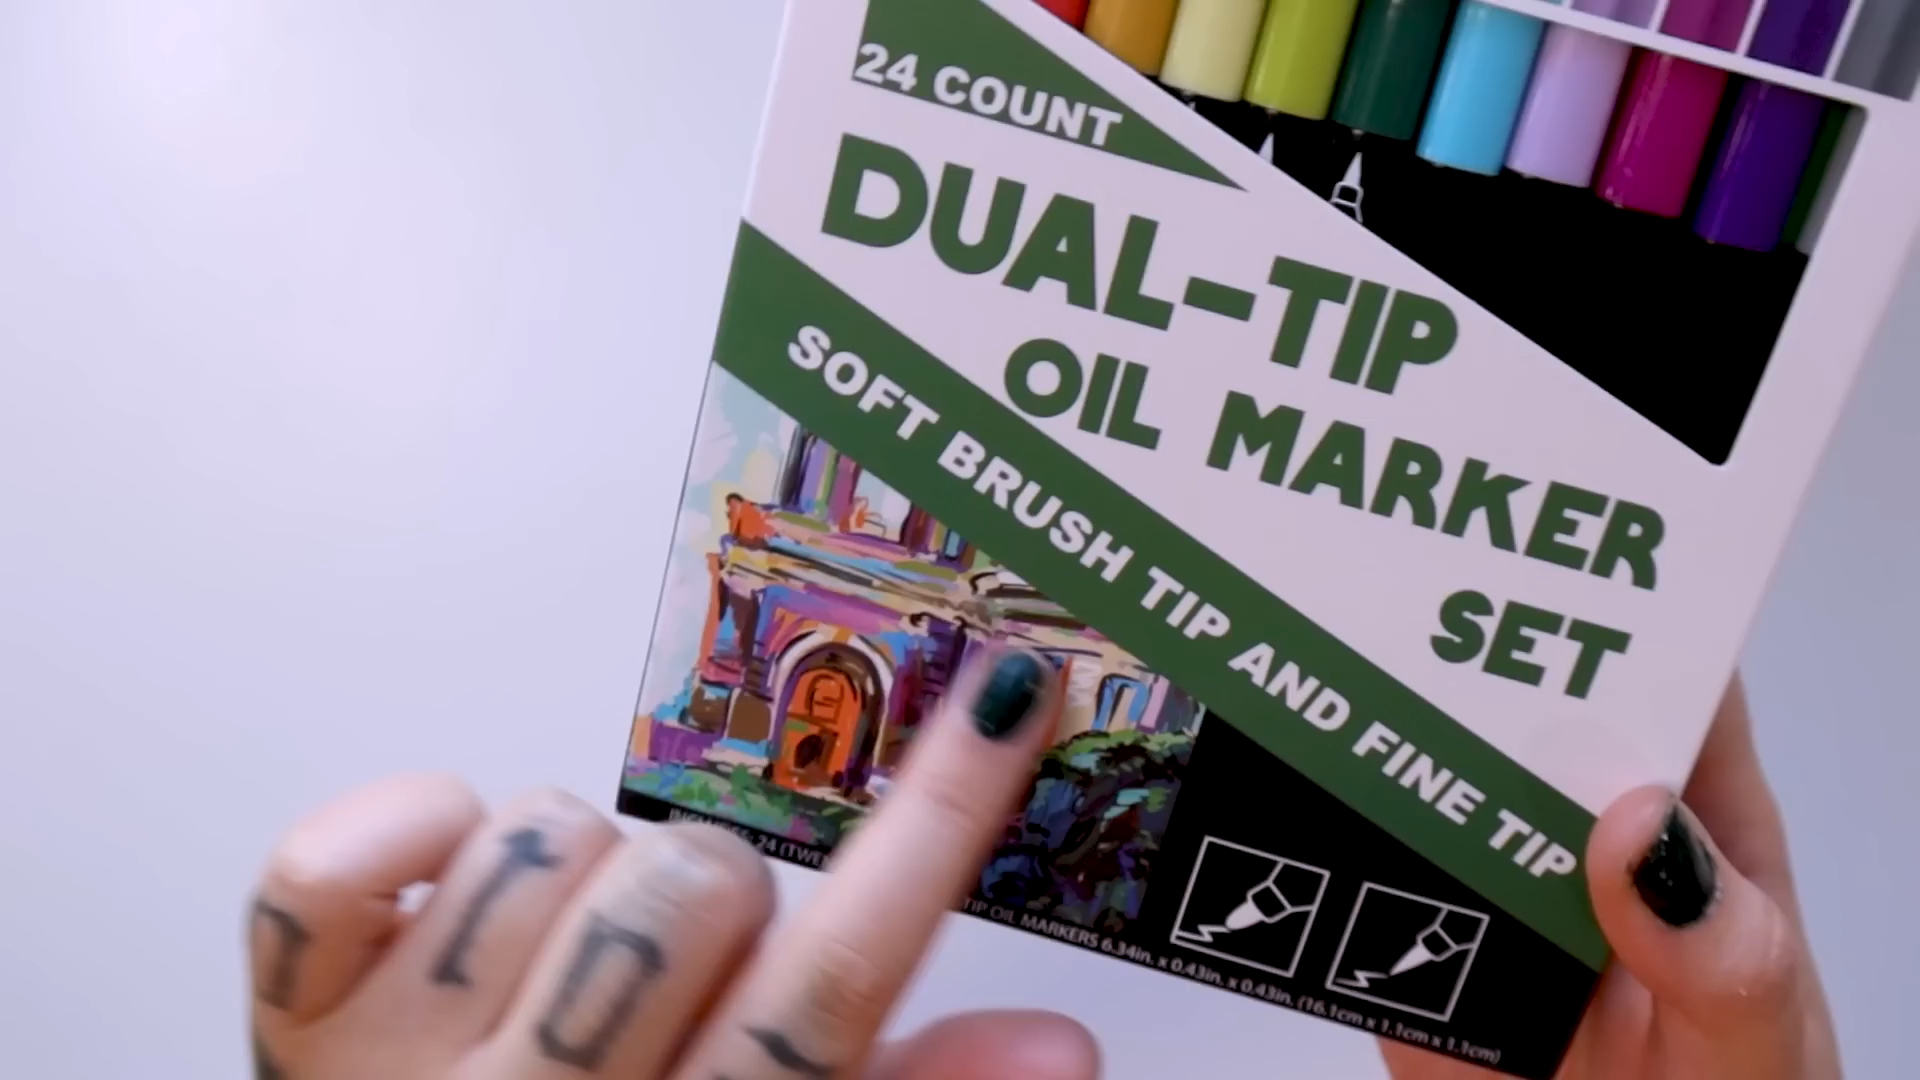 24 COUNT
DUAL-TIP
OIL MARKER
SET
SOFT BRUSH TIP AND FINE TIP
24
TIP OIL MARKERS 6.34in. x 0.43in. x 0.43in. (16.1cm x 1.1cm x 1.1cm)